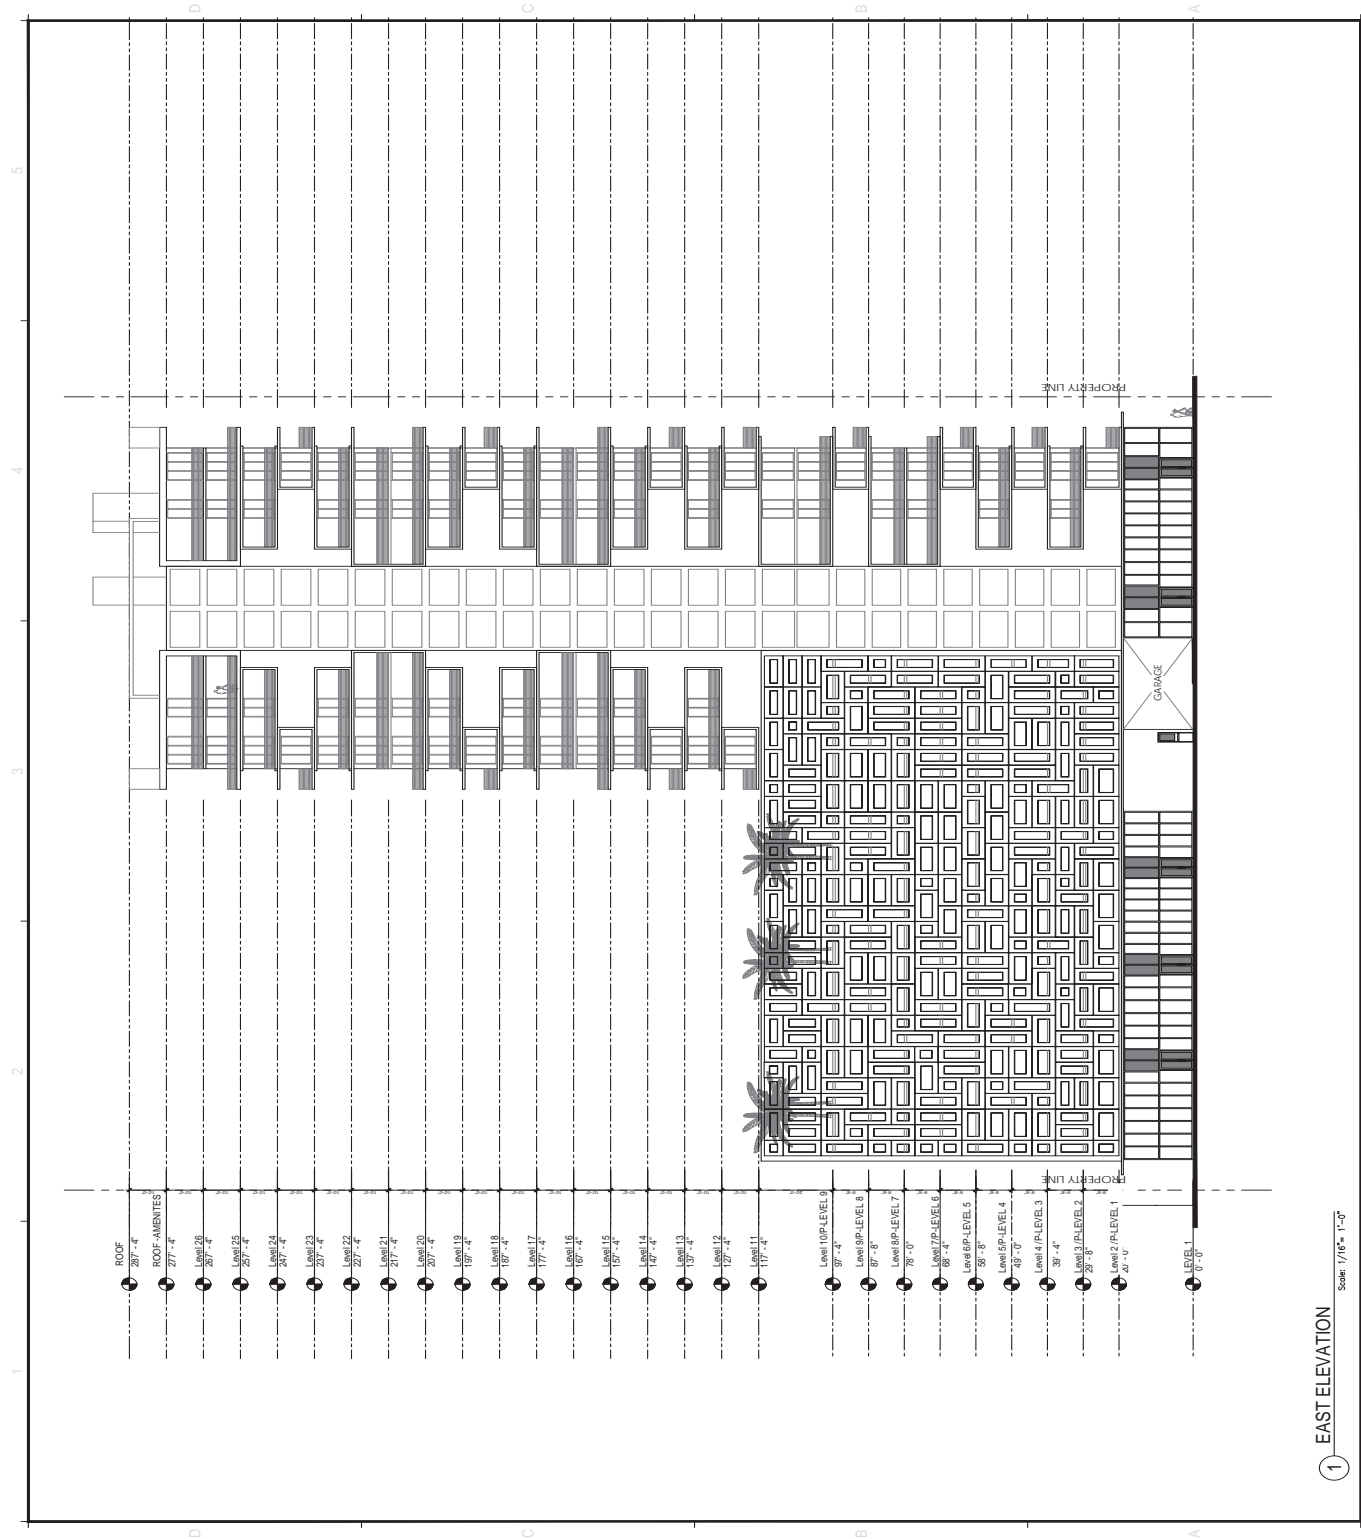 D
C
B
A
5
4
3
2
1
ROOF
287' - 4"
ROOF -AMENITES
277' - 4"
Level 26
267' - 4"
Level 25
257' - 4"
Level 24
247' - 4"
Level 23
237' - 4"
Level 22
227' - 4"
Level 21
217' - 4"
Level 20
207' - 4"
Level 19
197' - 4"
Level 18
187' - 4"
Level 17
177' - 4"
Level 16
167' - 4"
Level 15
157' - 4"
Level 14
147' - 4"
Level 13
137' - 4"
Level 12
127' - 4"
Level 11
117' - 4"
Level 10/P-LEVEL 9
97' - 4"
Level 9/P-LEVEL 8
87' - 8"
Level 8/P-LEVEL 7
78' - 0"
Level 7/P-LEVEL 6
68' - 4"
Level 6/P-LEVEL 5
58' - 8"
Level 5/P-LEVEL 4
49' - 0"
Level 4 /P-LEVEL 3
39' - 4"
Level 3 /P-LEVEL 2
29' - 8"
Level 2 /P-LEVEL 1
20' - 0"
LEVEL 1
0' - 0"
PROPERTY LINE
PROPERTY LINE
GARAGE
1
EAST ELEVATION
Scale: 1/16"= 1'-0"
D
C
B
A